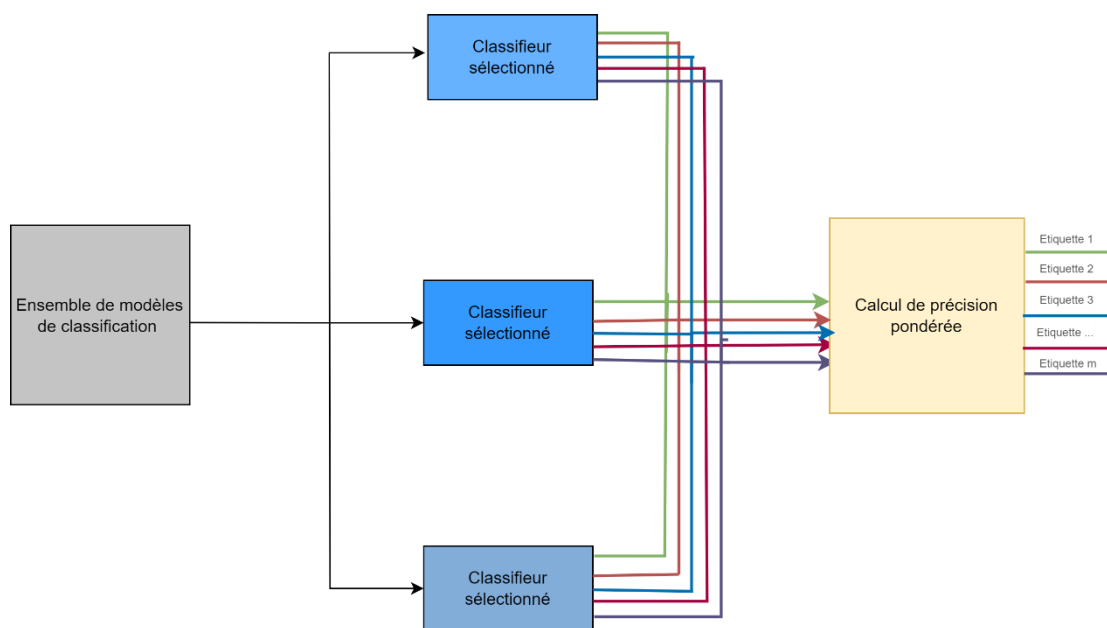 Classifieur
sélectionné
Ensemble de modèles
de classification
Classifieur
sélectionné
Classifieur
sélectionné
Calcul de précision
pondérée
Etiquette 1
Etiquette 2
Etiquette 3
Etiquette ...
Etiquette m